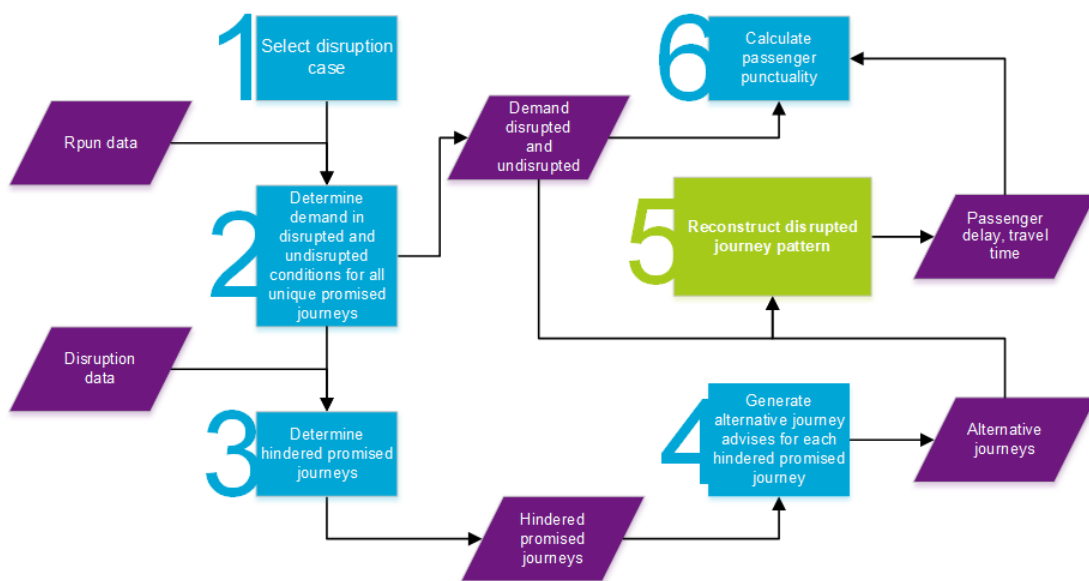 1
Select disruption
case
Rpun data
2
Determine
demand in
disrupted and
undisrupted
conditions for all
unique promised
journeys
Disruption
data
3
Determine
hindered promised
journeys
Hindered
promised
journeys
4
Generate
alternative journey
advises for each
hindered promised
journey
Alternative
journeys
Demand
disrupted
and
undisrupted
5
Reconstruct disrupted
journey pattern
Passenger
delay, travel
time
6
Calculate
passenger
punctuality